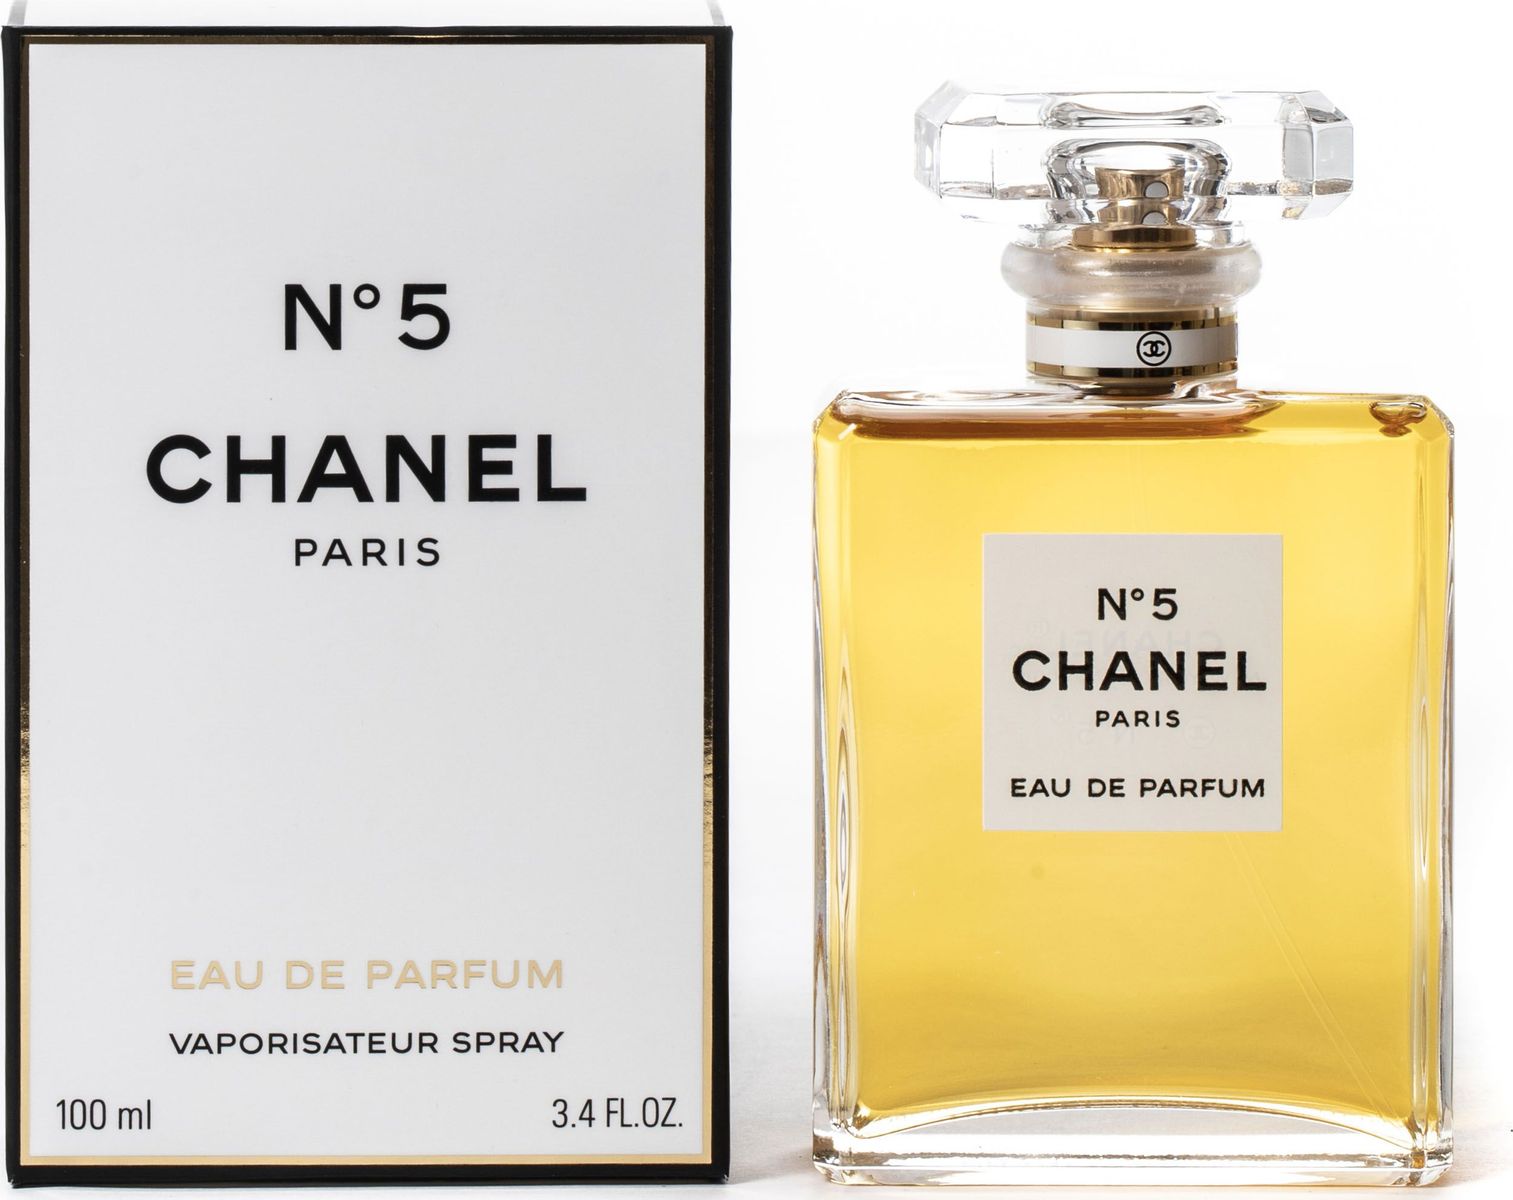 N° 5
CHANEL
PARIS
EAU DE PARFUM
VAPORISATEUR SPRAY
100 ml 3.4 FL.OZ.
N° 5
CHANEL
PARIS
EAU DE PARFUM